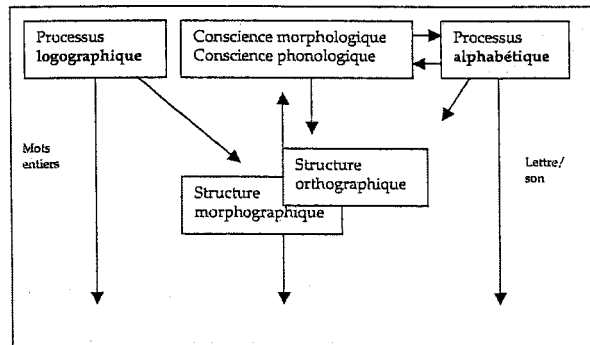 Processus
logographique
Conscience morphologique
Conscience phonologique
Processus
alphabétique
Mots
entiers
Structure
orthographique
Lettre/
son
Structure
morphographique